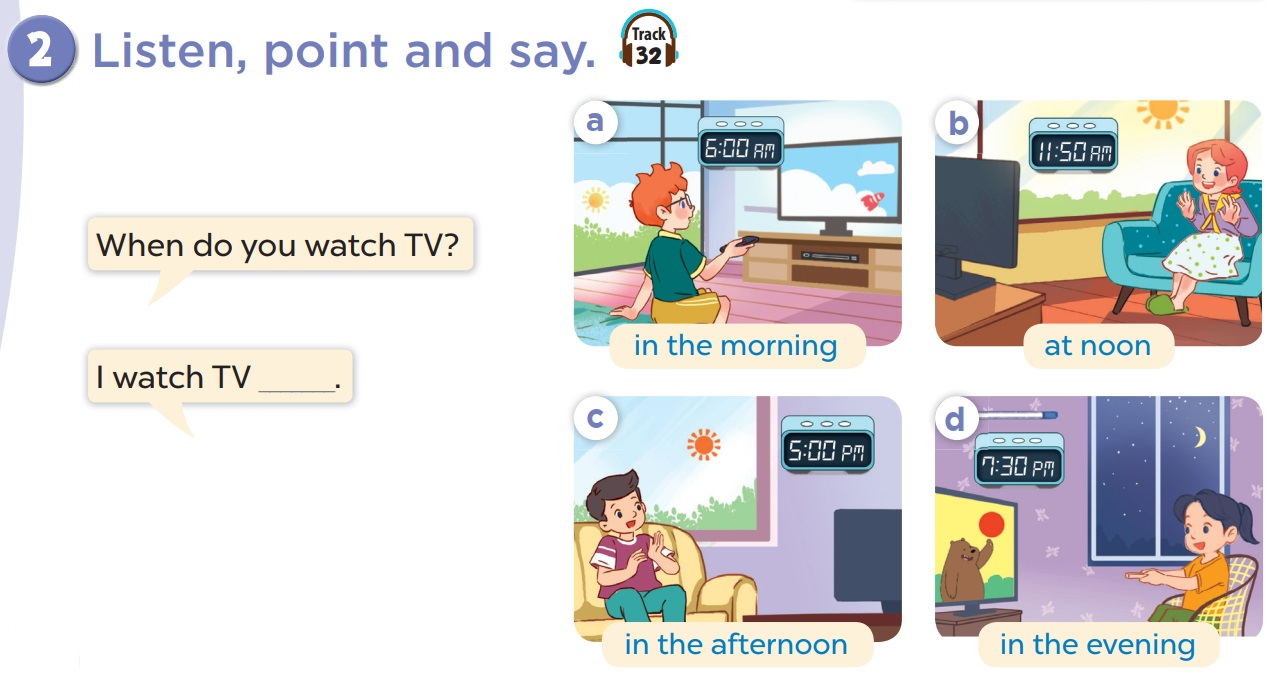 2 Listen, point and say.
Track
32
When do you watch TV?
I watch TV ______.
a
6:00 AM
in the morning
b
11:50 AM
at noon
c
5:00 PM
in the afternoon
d
7:30 PM
in the evening